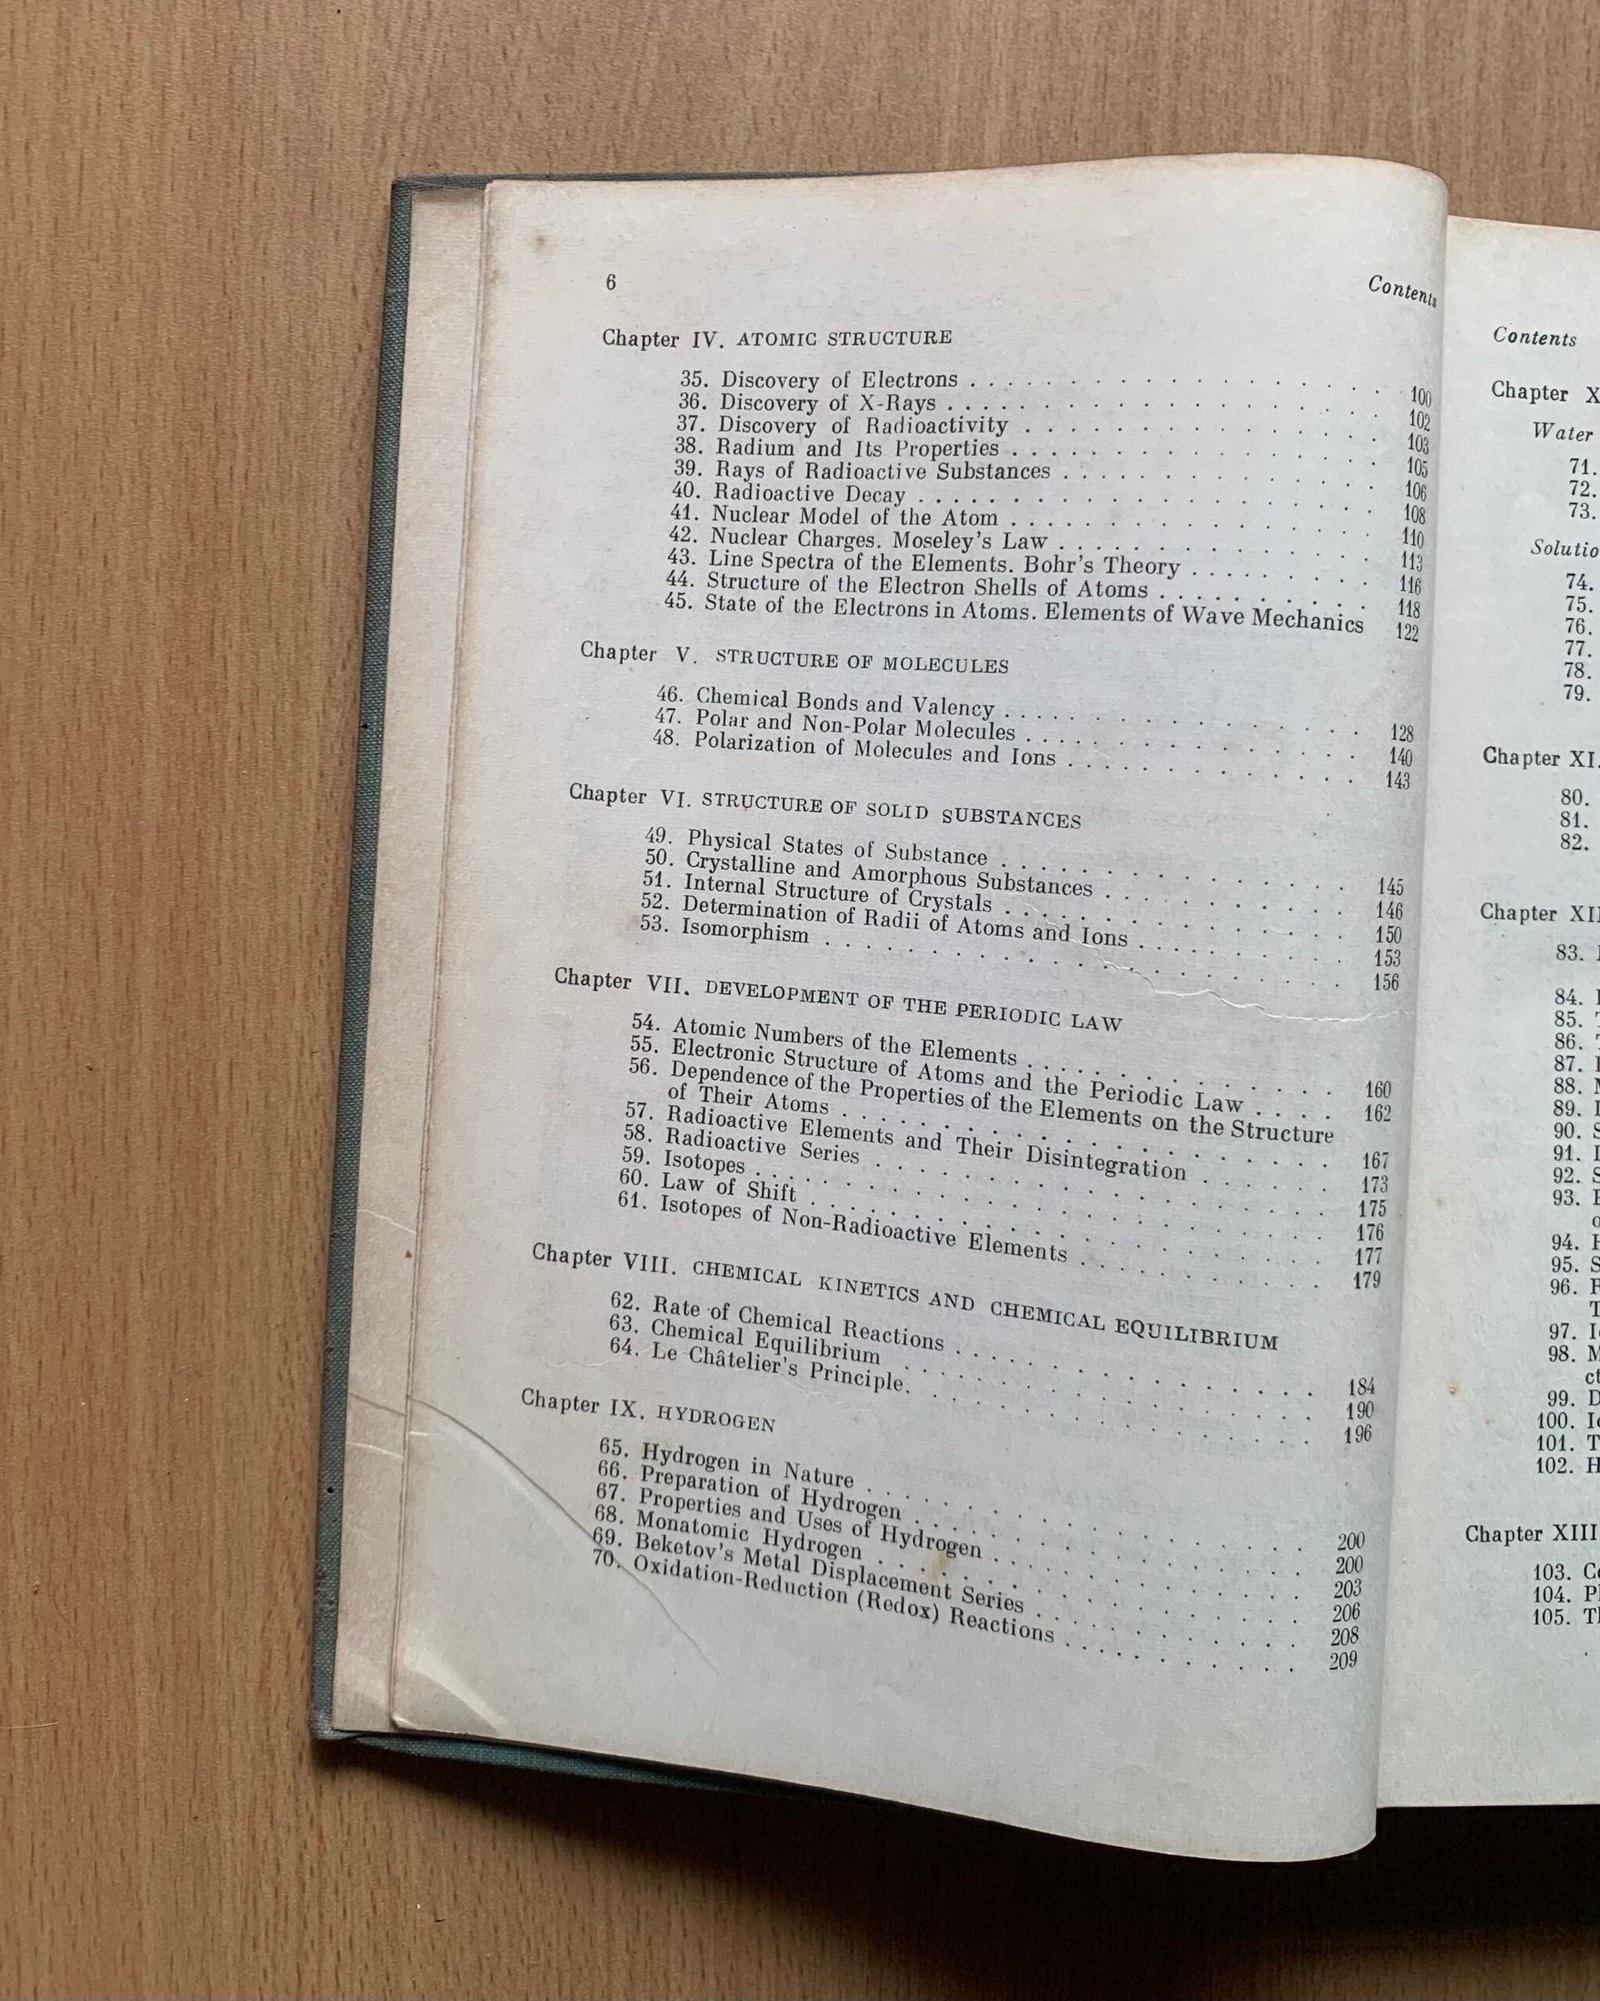 6 Contents
Chapter IV. ATOMIC STRUCTURE
35. Discovery of Electrons . . . . . . . . . . . . . . . . . . 100
36. Discovery of X-Rays . . . . . . . . . . . . . . . . . . 102
37. Discovery of Radioactivity . . . . . . . . . . . . . . . 103
38. Radium and Its Properties . . . . . . . . . . . . . . . 105
39. Rays of Radioactive Substances . . . . . . . . . . . . . 106
40. Radioactive Decay . . . . . . . . . . . . . . . . . . . 108
41. Nuclear Model of the Atom . . . . . . . . . . . . . . . 110
42. Nuclear Charges. Moseley's Law . . . . . . . . . . . . . 113
43. Line Spectra of the Elements. Bohr's Theory . . . . . . . . 116
44. Structure of the Electron Shells of Atoms . . . . . . . . . 118
45. State of the Electrons in Atoms. Elements of Wave Mechanics 122
Chapter V. STRUCTURE OF MOLECULES
46. Chemical Bonds and Valency . . . . . . . . . . . . . . . 128
47. Polar and Non-Polar Molecules . . . . . . . . . . . . . . 140
48. Polarization of Molecules and Ions . . . . . . . . . . . . 143
Chapter VI. STRUCTURE OF SOLID SUBSTANCES
49. Physical States of Substance . . . . . . . . . . . . . . . 145
50. Crystalline and Amorphous Substances . . . . . . . . . . . 146
51. Internal Structure of Crystals . . . . . . . . . . . . . . 150
52. Determination of Radii of Atoms and Ions . . . . . . . . . 153
53. Isomorphism . . . . . . . . . . . . . . . . . . . . . . 156
Chapter VII. DEVELOPMENT OF THE PERIODIC LAW
54. Atomic Numbers of the Elements . . . . . . . . . . . . . 160
55. Electronic Structure of Atoms and the Periodic Law . . . . 162
56. Dependence of the Properties of the Elements on the Structure
of Their Atoms . . . . . . . . . . . . . . . . . . . . . 167
57. Radioactive Elements and Their Disintegration . . . . . . 173
58. Radioactive Series . . . . . . . . . . . . . . . . . . . 175
59. Isotopes . . . . . . . . . . . . . . . . . . . . . . . . 176
60. Law of Shift . . . . . . . . . . . . . . . . . . . . . . 177
61. Isotopes of Non-Radioactive Elements . . . . . . . . . . 179
Chapter VIII. CHEMICAL KINETICS AND CHEMICAL EQUILIBRIUM
62. Rate of Chemical Reactions . . . . . . . . . . . . . . . 184
63. Chemical Equilibrium . . . . . . . . . . . . . . . . . . 190
64. Le Châtelier's Principle. . . . . . . . . . . . . . . . . 196
Chapter IX. HYDROGEN
65. Hydrogen in Nature . . . . . . . . . . . . . . . . . . . 200
66. Preparation of Hydrogen . . . . . . . . . . . . . . . . . 200
67. Properties and Uses of Hydrogen . . . . . . . . . . . . . 203
68. Monatomic Hydrogen . . . . . . . . . . . . . . . . . . 206
69. Beketov's Metal Displacement Series . . . . . . . . . . . 208
70. Oxidation-Reduction (Redox) Reactions . . . . . . . . . . 209
Contents
Chapter X
Water
71.
72.
73.
74.
75.
76.
77.
78.
79.
Chapter XI.
80.
81.
82.
Chapter XII
83.
84.
85.
86.
87.
88.
89.
90.
91.
92.
93.
94.
95.
96.
97.
98.
99.
100.
101.
102.
Chapter XIII
103.
104.
105.